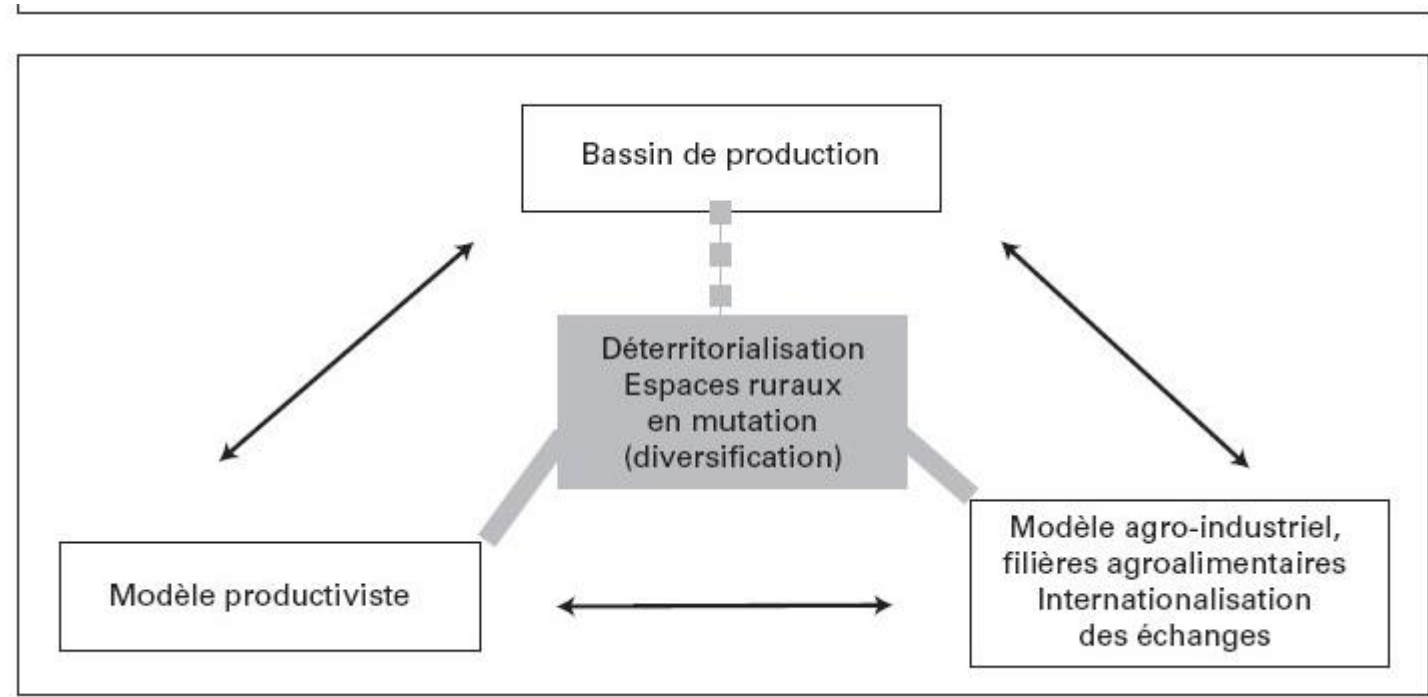 Bassin de production
Déterritorialisation
Espaces ruraux
en mutation
(diversification)
Modèle productiviste
Modèle agro-industriel,
filières agroalimentaires
Internationalisation
des échanges